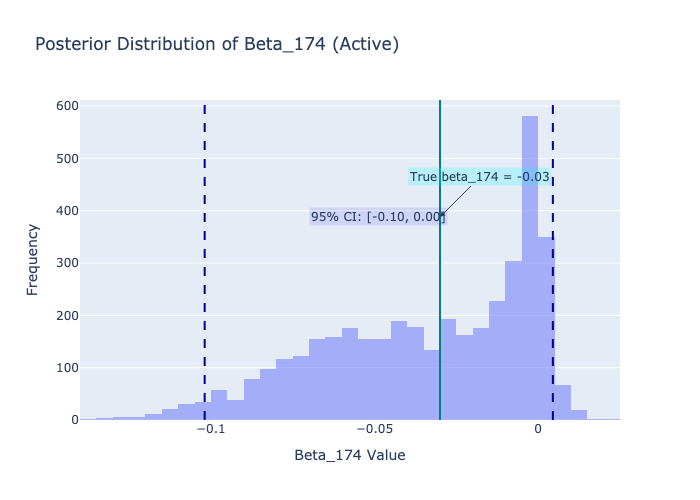 Posterior Distribution of Beta_174 (Active)
600
500
400
300
200
100
0
Frequency
True beta_174 = -0.03
95% CI: [-0.10, 0.00]
−0.1
−0.05
0
Beta_174 Value